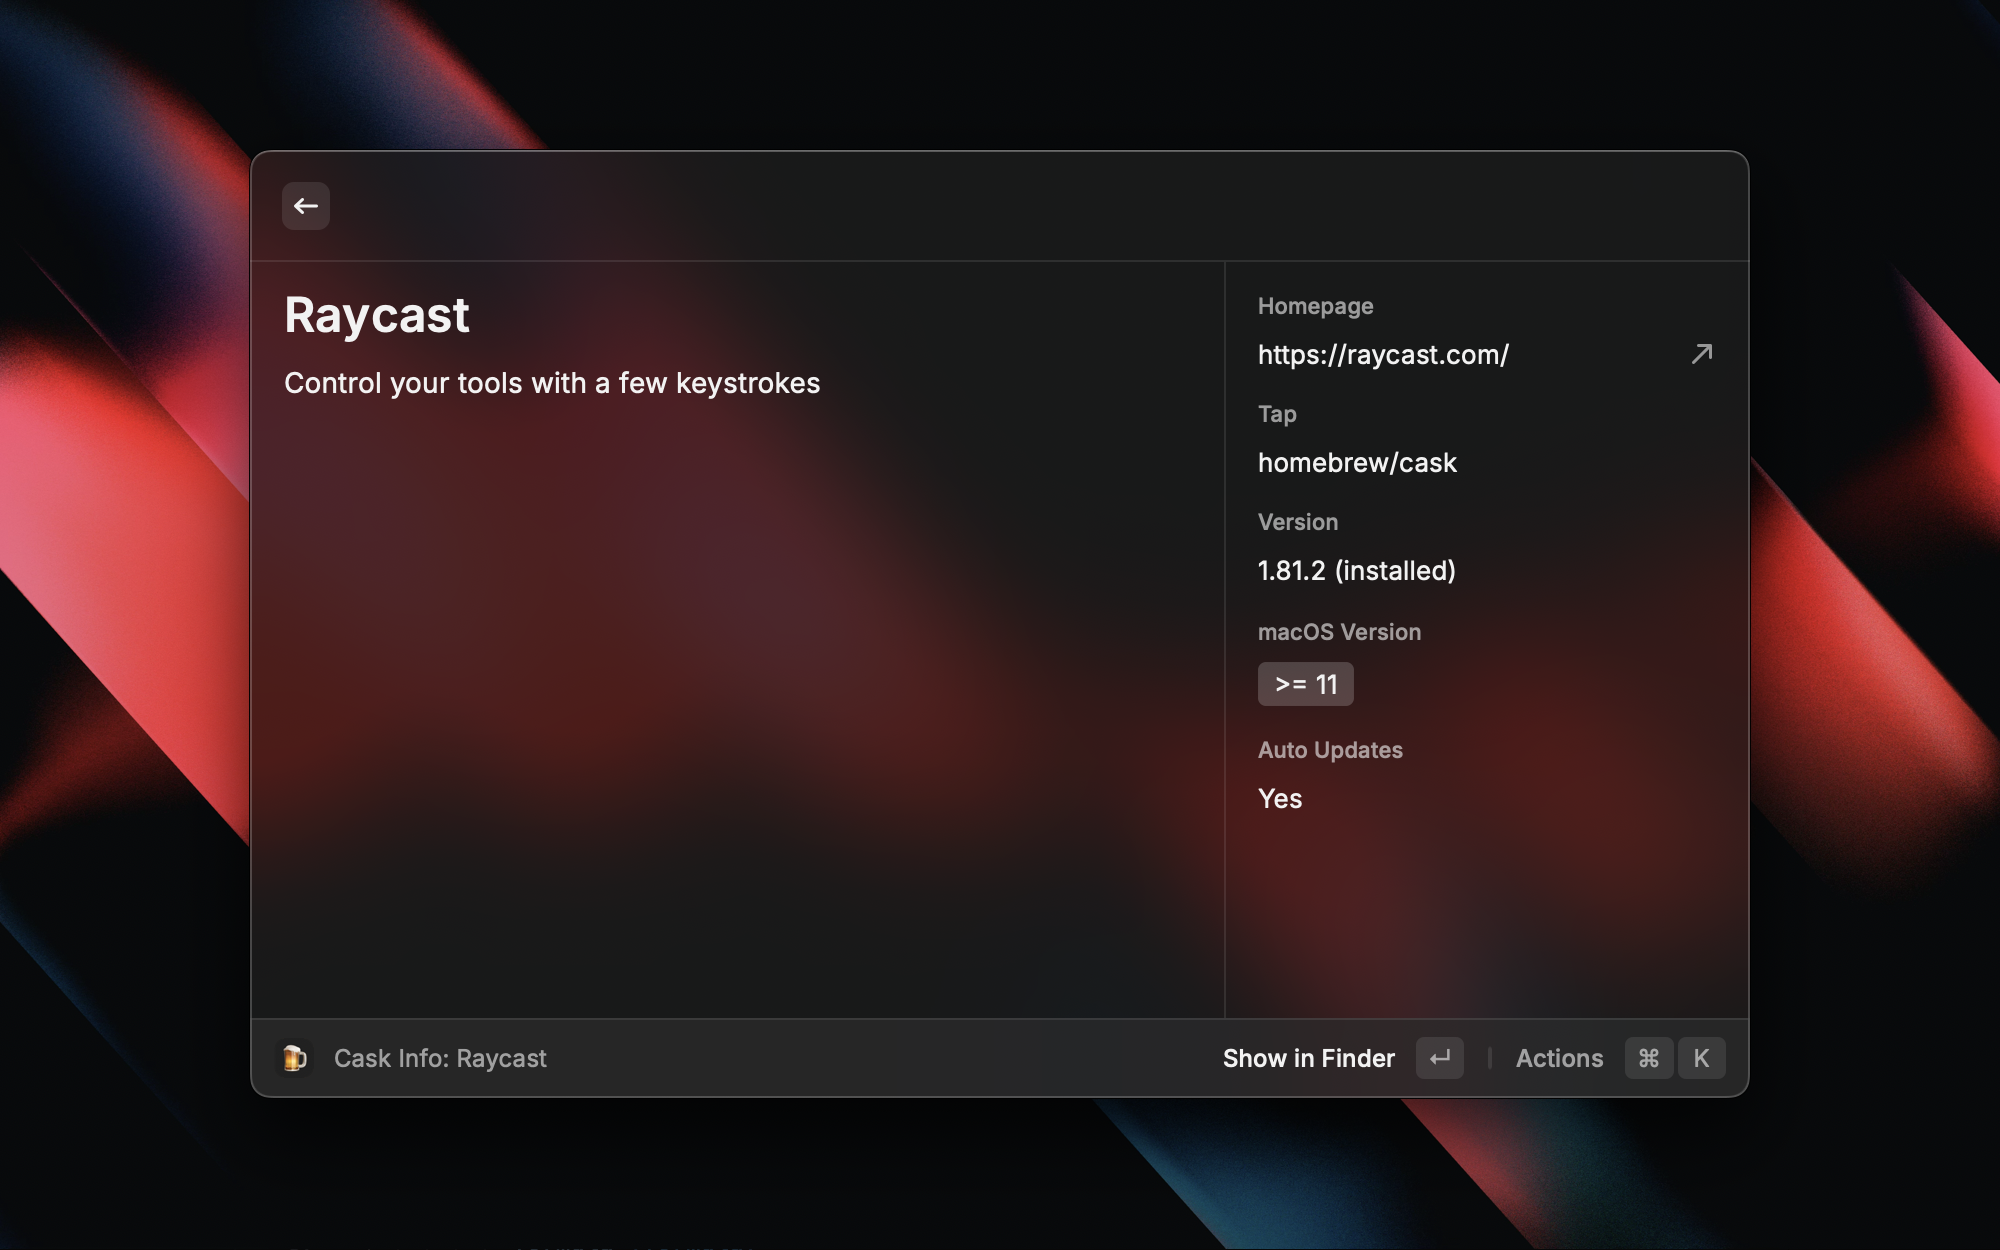 Raycast
Control your tools with a few keystrokes
Homepage
https://raycast.com/
Tap
homebrew/cask
Version
1.81.2 (installed)
macOS Version
>= 11
Auto Updates
Yes
Cask Info: Raycast
Show in Finder ↵ | Actions ⌘ K